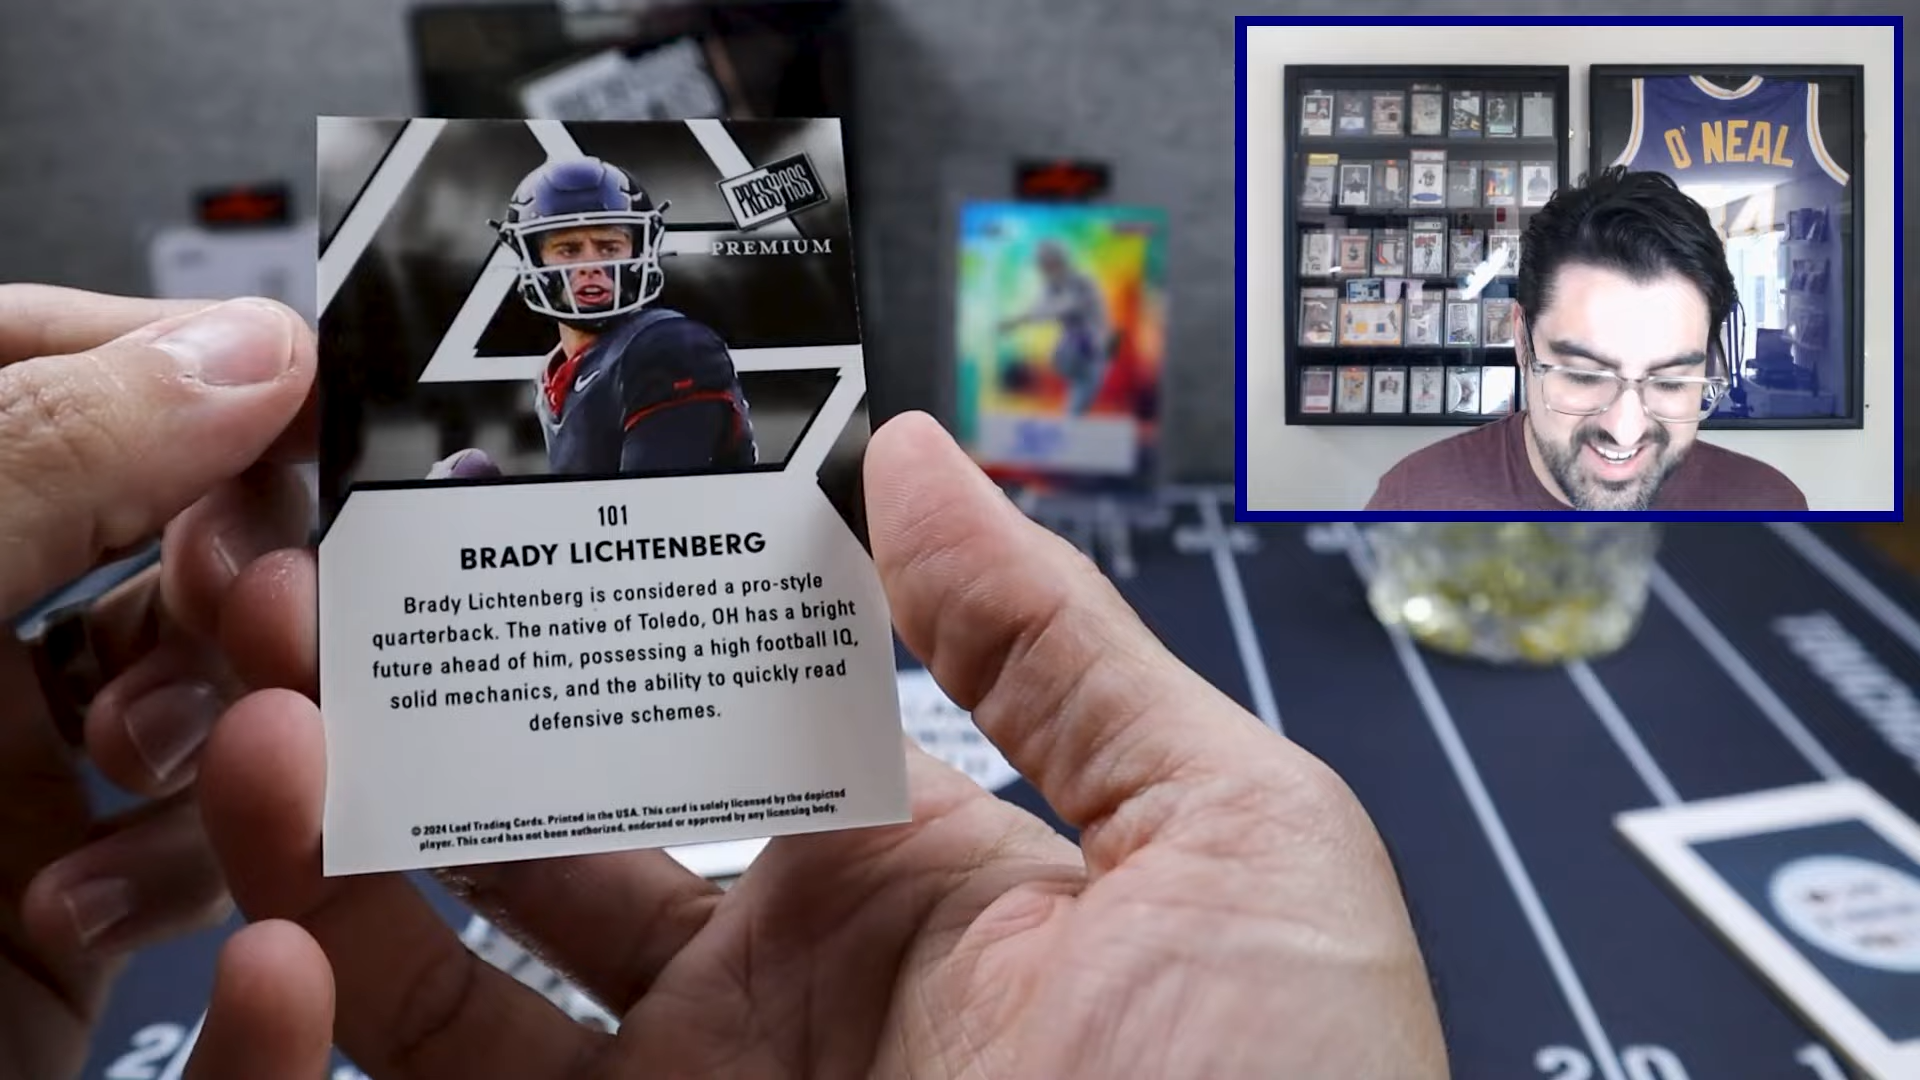 PRESS PASS
PREMIUM
101
BRADY LICHTENBERG
Brady Lichtenberg is considered a pro-style
quarterback. The native of Toledo, OH has a bright
future ahead of him, possessing a high football IQ,
solid mechanics, and the ability to quickly read
defensive schemes.
© 2024 Leaf Trading Cards. Printed in the USA. This card is solely licensed by the depicted
player. This card has not been authorized, endorsed or approved by any licensing body.
O'NEAL
20